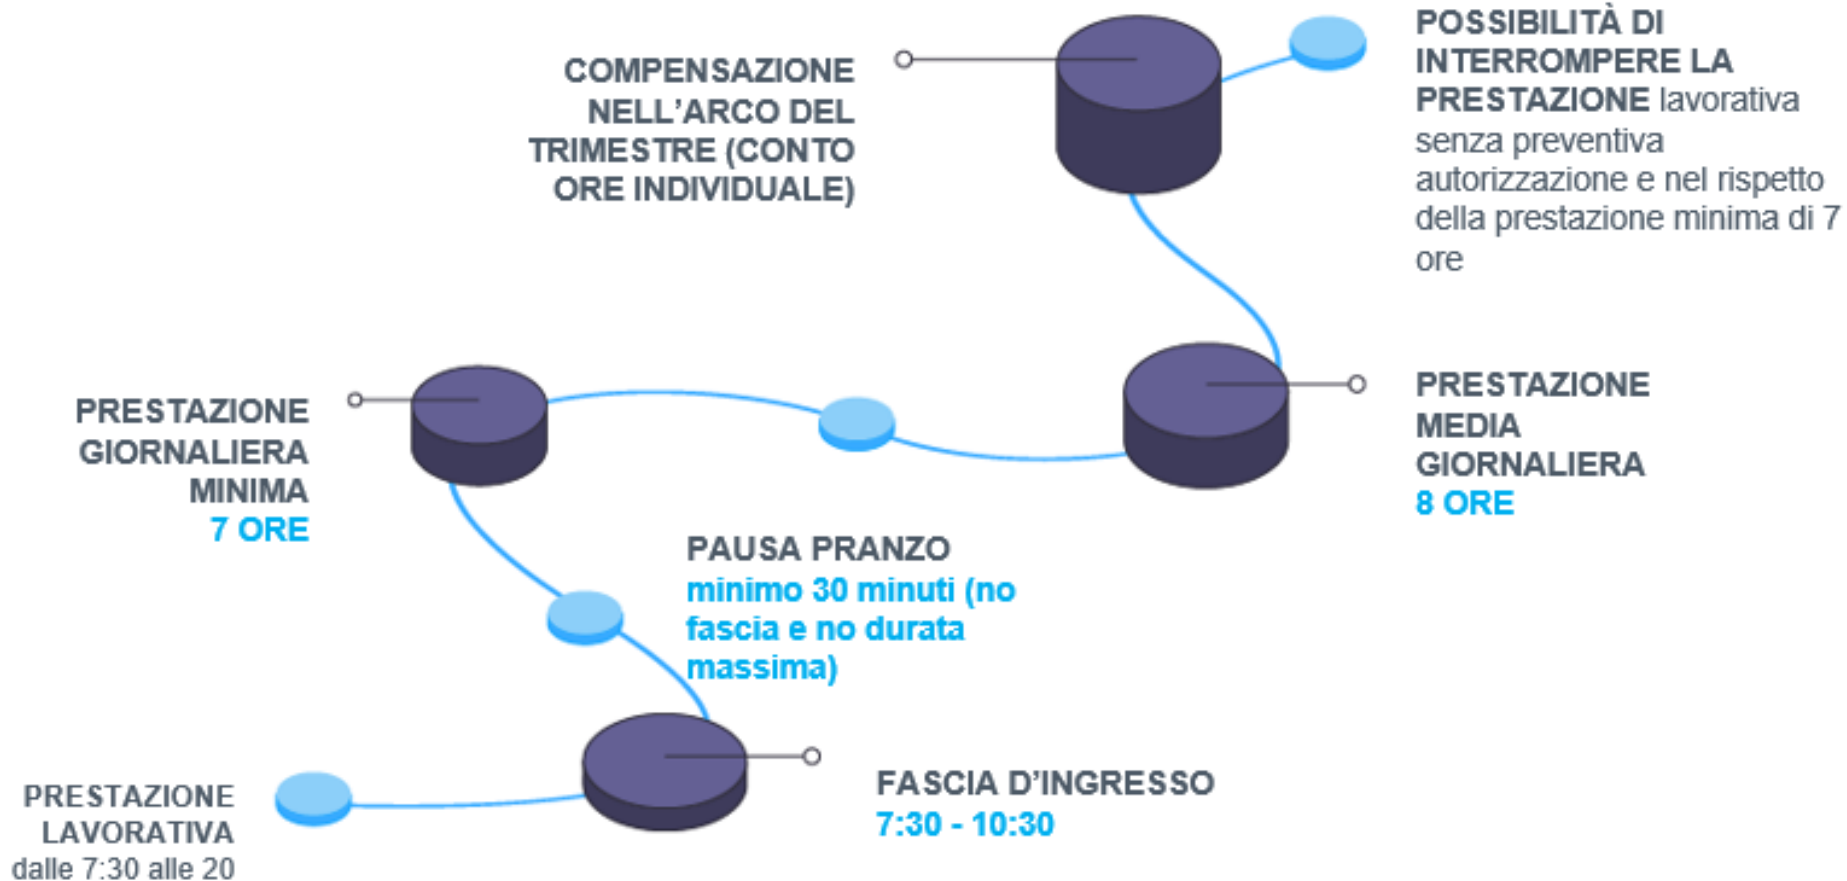 COMPENSAZIONE
NELL'ARCO DEL
TRIMESTRE (CONTO
ORE INDIVIDUALE)
POSSIBILITÀ DI
INTERROMPERE LA
PRESTAZIONE lavorativa
senza preventiva
autorizzazione e nel rispetto
della prestazione minima di 7
ore
PRESTAZIONE
GIORNALIERA
MINIMA
7 ORE
PRESTAZIONE
MEDIA
GIORNALIERA
8 ORE
PAUSA PRANZO
minimo 30 minuti (no
fascia e no durata
massima)
PRESTAZIONE
LAVORATIVA
dalle 7:30 alle 20
FASCIA D'INGRESSO
7:30 - 10:30